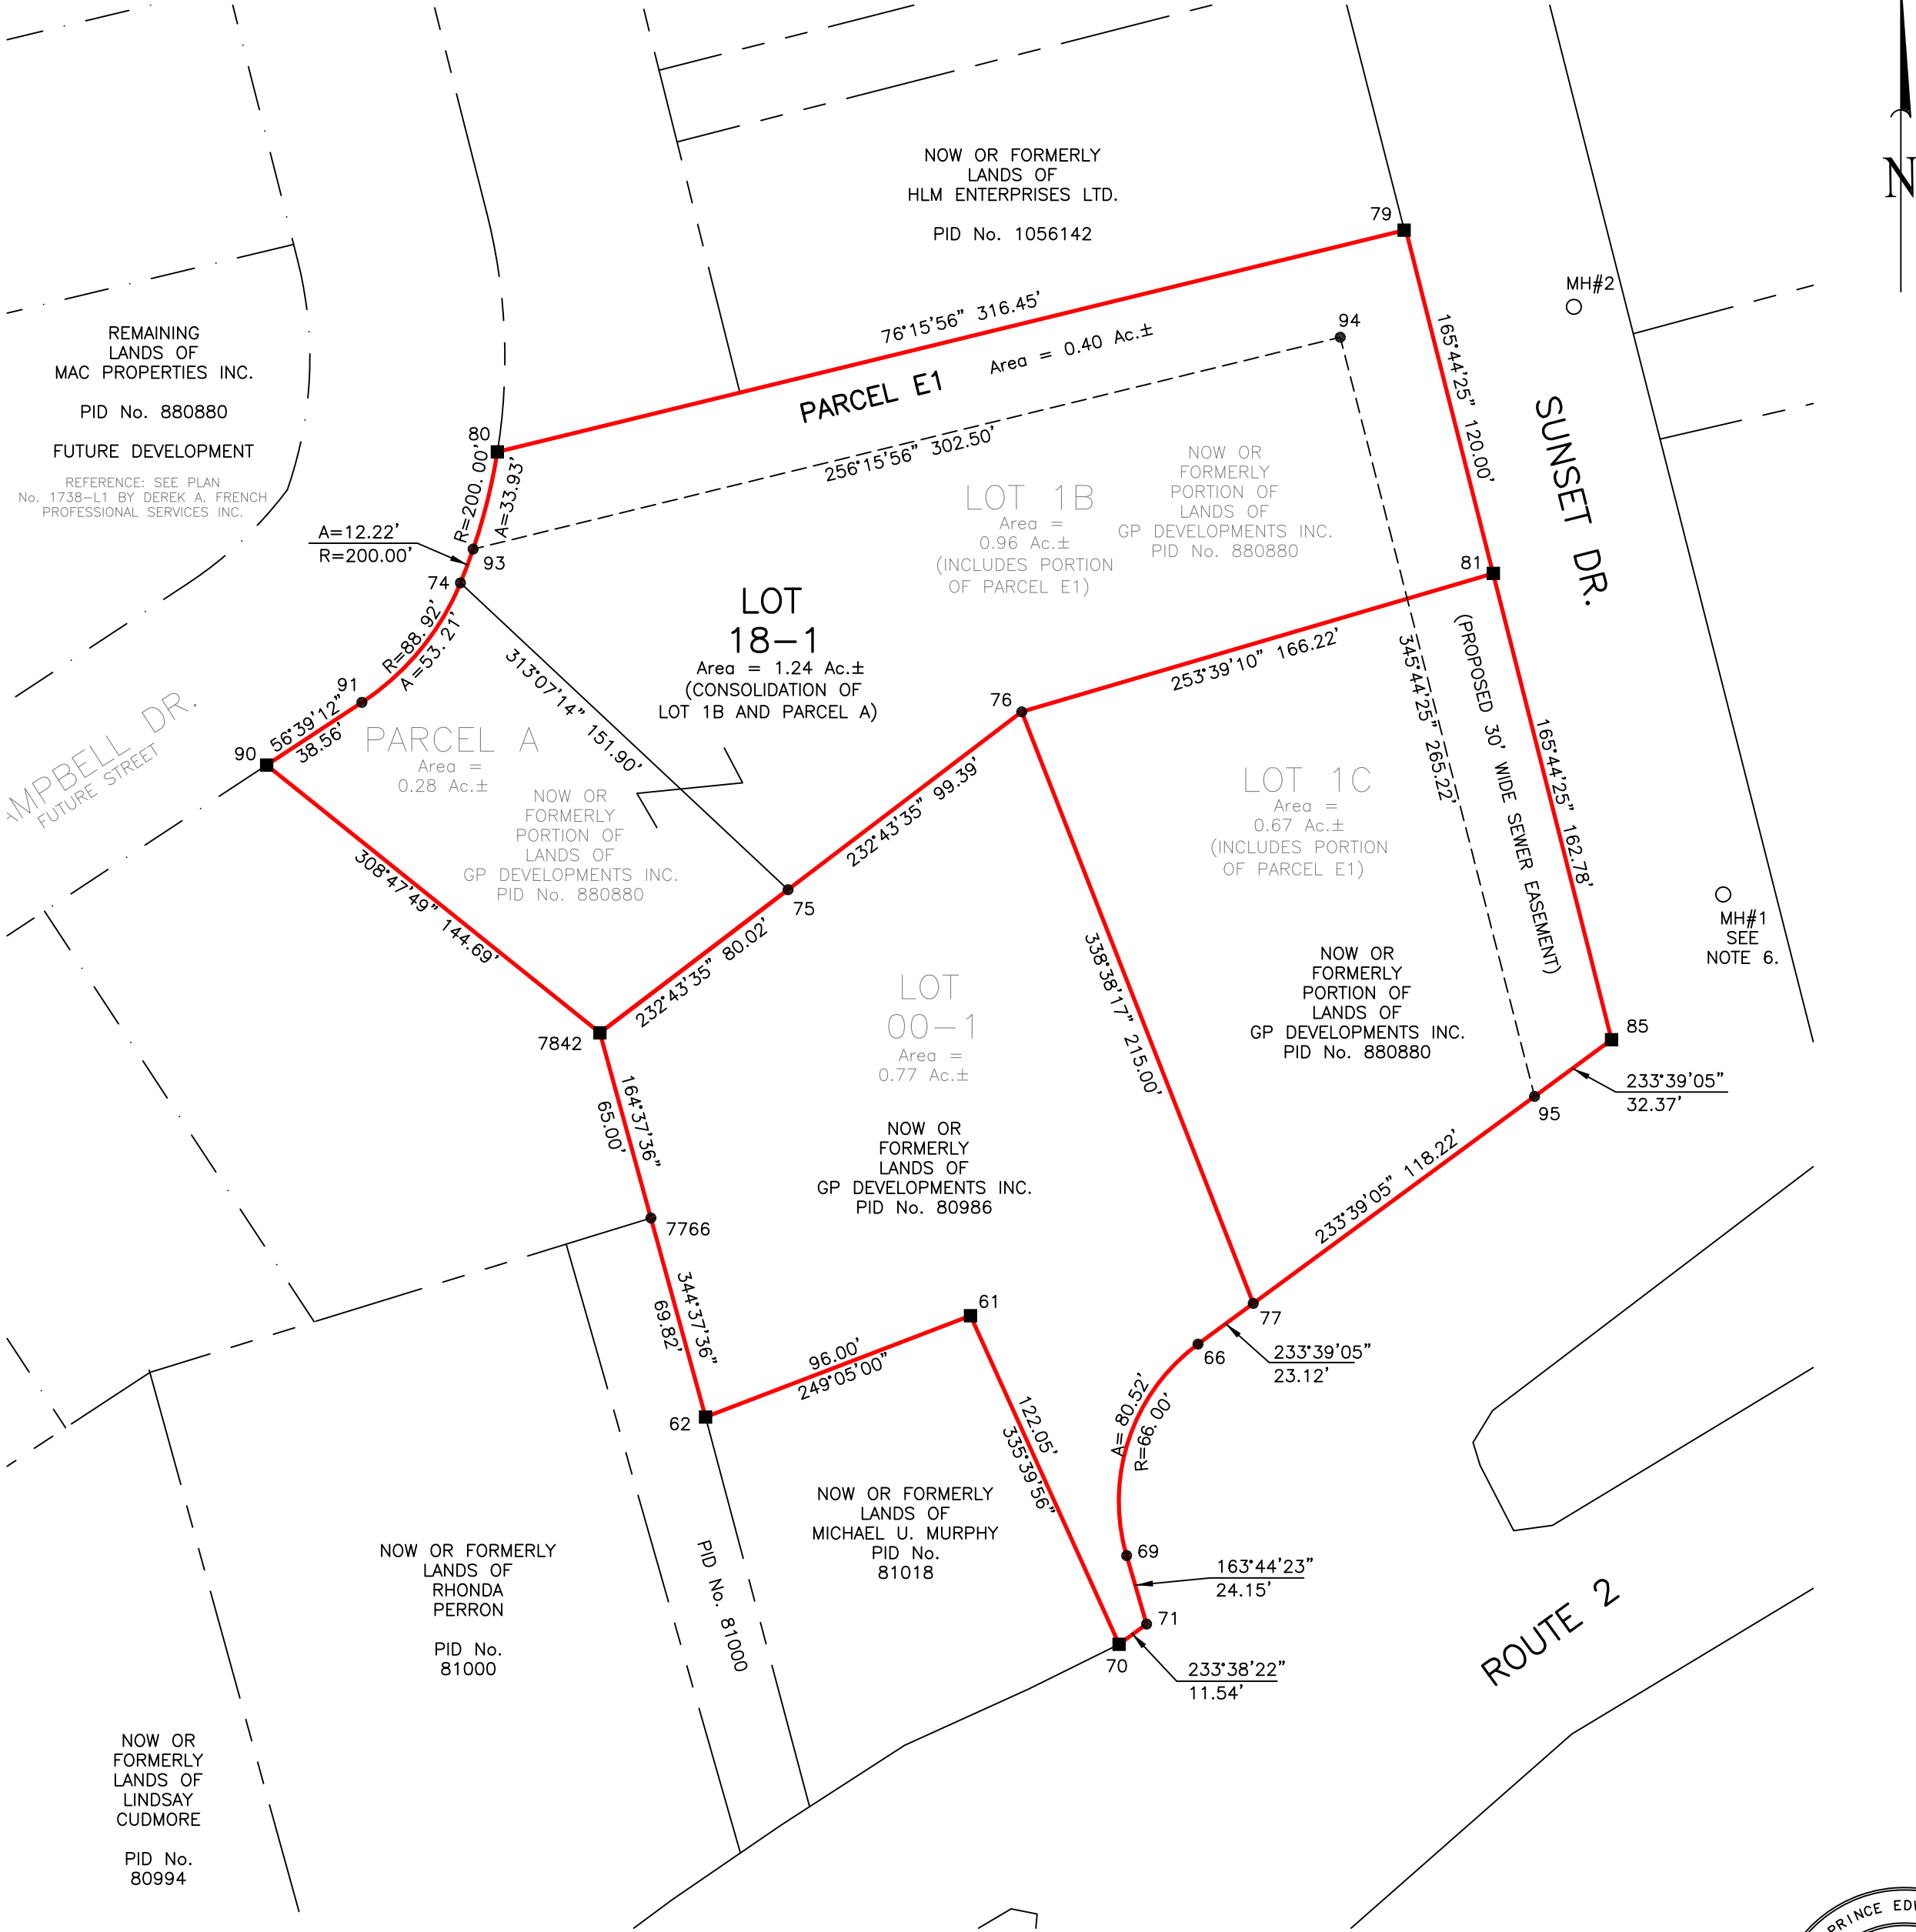 NOW OR FORMERLY
LANDS OF
HLM ENTERPRISES LTD.
PID No. 1056142
N
79
MH#2
REMAINING
LANDS OF
MAC PROPERTIES INC.
PID No. 880880
FUTURE DEVELOPMENT
REFERENCE: SEE PLAN
No. 1738-L1 BY DEREK A. FRENCH
PROFESSIONAL SERVICES INC.
76°15'56" 316.45'
Area = 0.40 Ac.±
PARCEL E1
94
165°44'25" 120.00'
SUNSET DR.
80
R=200.00'
A=33.93'
256°15'56" 302.50'
A=12.22'
R=200.00'
93
74
LOT 1B
Area =
0.96 Ac.±
(INCLUDES PORTION
OF PARCEL E1)
NOW OR
FORMERLY
PORTION OF
LANDS OF
GP DEVELOPMENTS INC.
PID No. 880880
81
LOT
18-1
Area = 1.24 Ac.±
(CONSOLIDATION OF
LOT 1B AND PARCEL A)
R=88.92'
A=53.21'
91
56°39'12"
38.56'
90
313°07'14" 151.90'
253°39'10" 166.22'
345°44'25" 265.22'
(PROPOSED 30' WIDE SEWER EASEMENT)
165°44'25" 162.78'
76
MPBELL DR.
FUTURE STREET
PARCEL A
Area =
0.28 Ac.±
NOW OR
FORMERLY
PORTION OF
LANDS OF
GP DEVELOPMENTS INC.
PID No. 880880
232°43'35" 99.39'
75
LOT 1C
Area =
0.67 Ac.±
(INCLUDES PORTION
OF PARCEL E1)
MH#1
SEE
NOTE 6.
308°47'49" 144.69'
232°43'35" 80.02'
7842
338°38'17" 215.00'
NOW OR
FORMERLY
PORTION OF
LANDS OF
GP DEVELOPMENTS INC.
PID No. 880880
85
LOT
00-1
Area =
0.77 Ac.±
233°39'05"
32.37'
95
164°37'36"
65.00'
NOW OR
FORMERLY
LANDS OF
GP DEVELOPMENTS INC.
PID No. 80986
233°39'05" 118.22'
7766
344°37'36"
69.82'
61
77
66
233°39'05"
23.12'
96.00'
249°05'00"
62
A= 80.52'
R=66.00'
122.05'
335°39'56"
NOW OR FORMERLY
LANDS OF
MICHAEL U. MURPHY
PID No.
81018
69
163°44'23"
24.15'
NOW OR FORMERLY
LANDS OF
RHONDA
PERRON
PID No.
81000
PID No. 81000
71
70
233°38'22"
11.54'
ROUTE 2
NOW OR
FORMERLY
LANDS OF
LINDSAY
CUDMORE
PID No.
80994
PRINCE